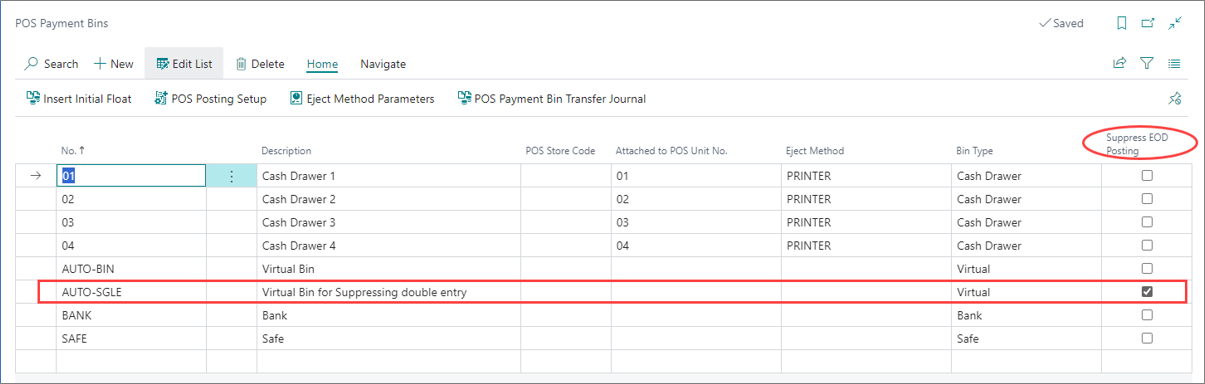 POS Payment Bins
Saved
Search New Edit List Delete Home Navigate
Insert Initial Float POS Posting Setup Eject Method Parameters POS Payment Bin Transfer Journal
No. ↑ Description POS Store Code Attached to POS Unit No. Eject Method Bin Type Suppress EOD
Posting
01 Cash Drawer 1 01 PRINTER Cash Drawer
02 Cash Drawer 2 02 PRINTER Cash Drawer
03 Cash Drawer 3 03 PRINTER Cash Drawer
04 Cash Drawer 4 04 PRINTER Cash Drawer
AUTO-BIN Virtual Bin Virtual
AUTO-SGLE Virtual Bin for Suppressing double entry Virtual
BANK Bank Bank
SAFE Safe Safe